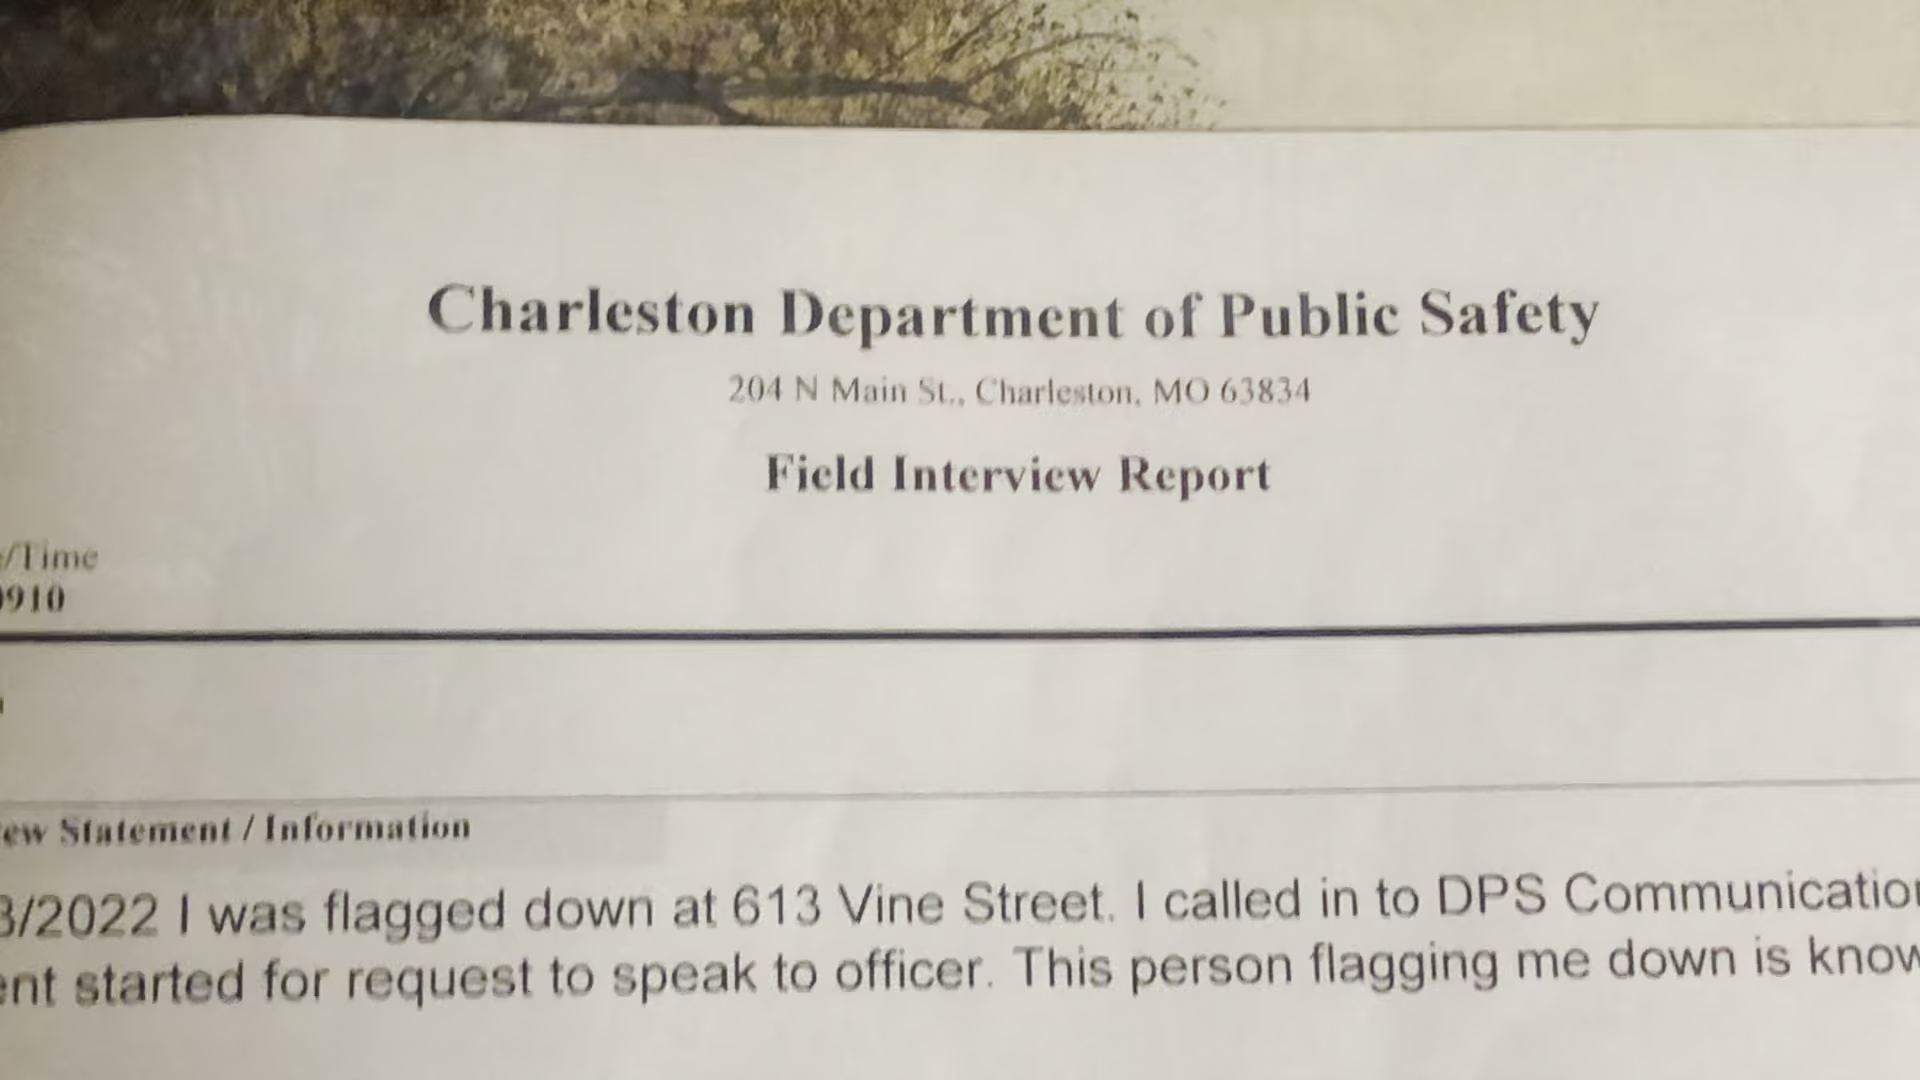 Charleston Department of Public Safety
204 N Main St., Charleston, MO 63834
Field Interview Report
/Time
910
Statement / Information
/2022 I was flagged down at 613 Vine Street. I called in to DPS Communication
started for request to speak to officer. This person flagging me down is know